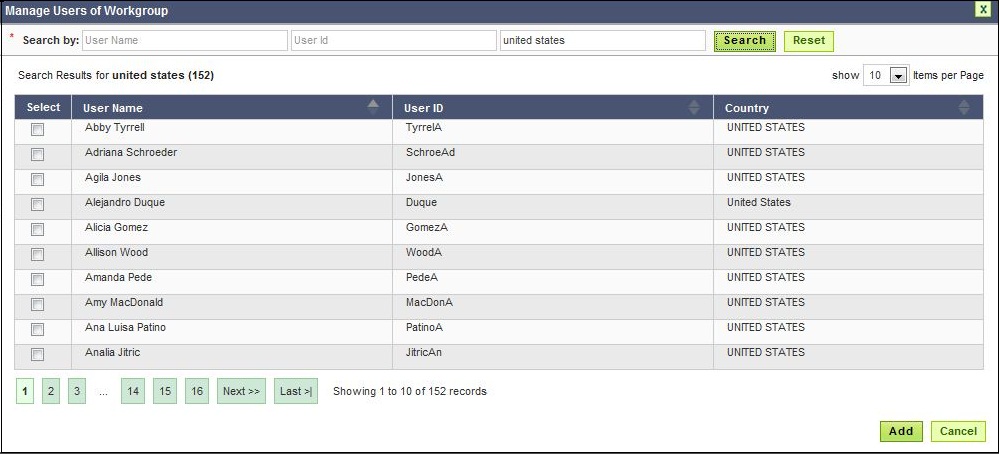 Manage Users of Workgroup X
* Search by: User Name User Id united states Search Reset
Search Results for united states (152) show 10 Items per Page
Select User Name User ID Country
Abby Tyrrell TyrrelA UNITED STATES
Adriana Schroeder SchroeAd UNITED STATES
Agila Jones JonesA UNITED STATES
Alejandro Duque Duque United States
Alicia Gomez GomezA UNITED STATES
Allison Wood WoodA UNITED STATES
Amanda Pede PedeA UNITED STATES
Amy MacDonald MacDonA UNITED STATES
Ana Luisa Patino PatinoA UNITED STATES
Analia Jitric JitricAn UNITED STATES
1 2 3 ... 14 15 16 Next >> Last >| Showing 1 to 10 of 152 records
Add Cancel